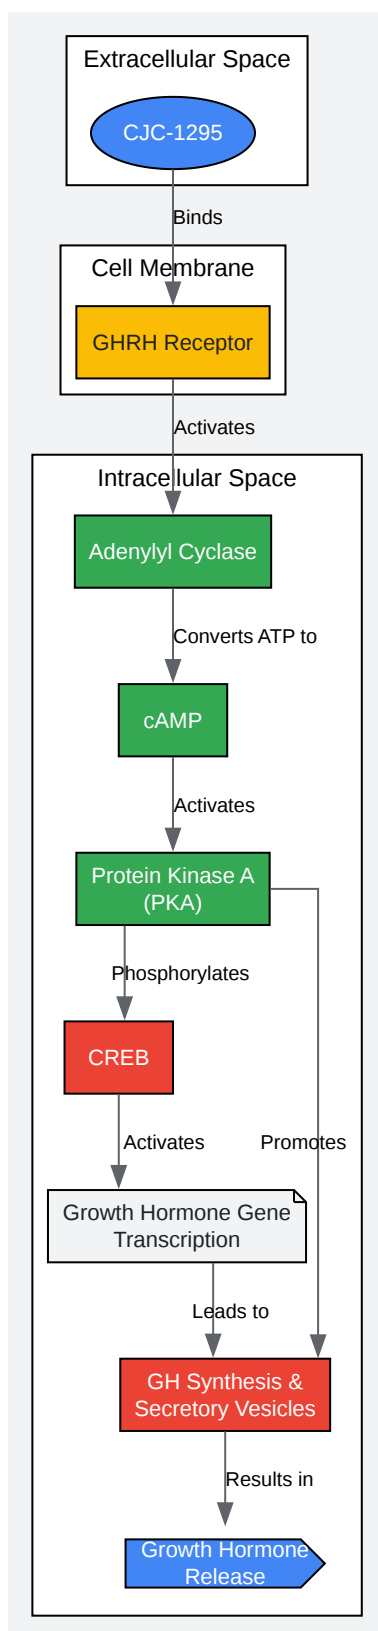 Extracellular Space
CJC-1295
Binds
Cell Membrane
GHRH Receptor
Activates
Intracellular Space
Adenylyl Cyclase
Converts ATP to
cAMP
Activates
Protein Kinase A
(PKA)
Phosphorylates
CREB
Activates
Promotes
Growth Hormone Gene
Transcription
Leads to
GH Synthesis &
Secretory Vesicles
Results in
Growth Hormone
Release